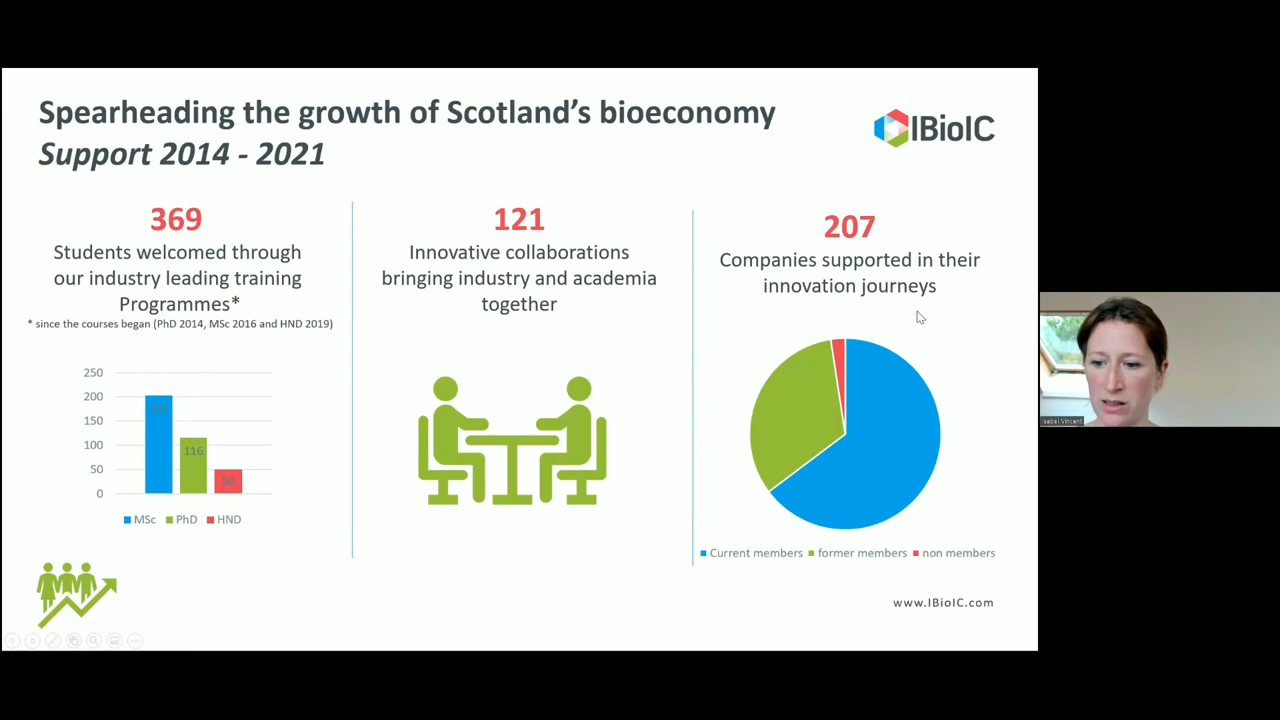 Spearheading the growth of Scotland's bioeconomy
Support 2014 - 2021
IBioIC
369
Students welcomed through
our industry leading training
Programmes*
* since the courses began (PhD 2014, MSc 2016 and HND 2019)
250
200
150
100
50
0
116
MSc PhD HND
121
Innovative collaborations
bringing industry and academia
together
207
Companies supported in their
innovation journeys
Current members former members non members
www.IBioIC.com
Isabel Vincent